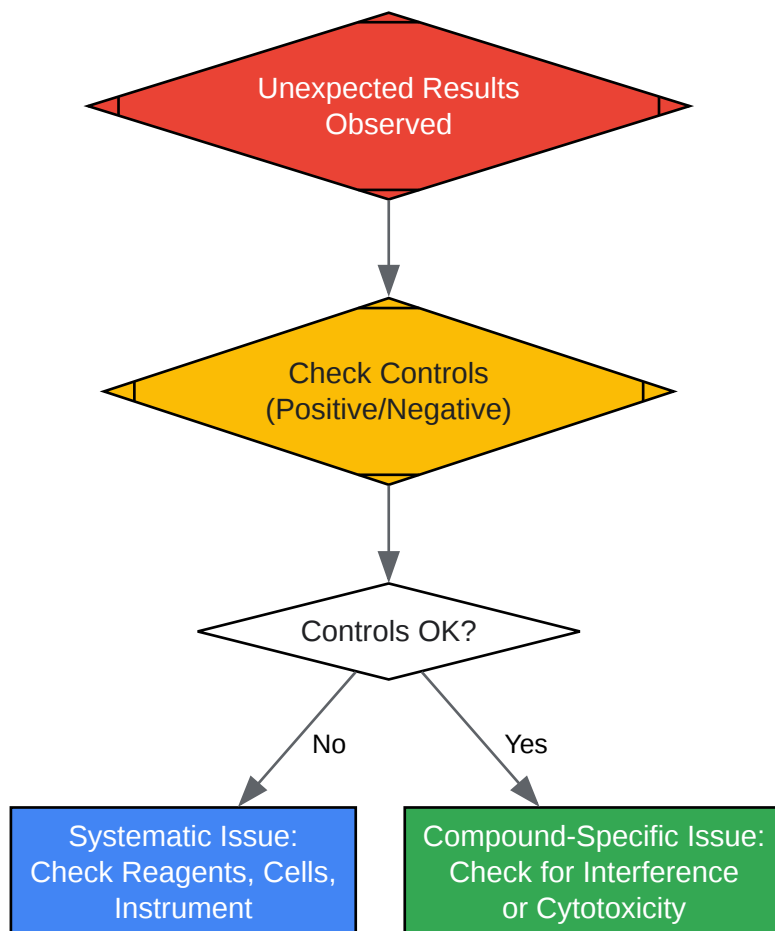 Unexpected Results
Observed
Check Controls
(Positive/Negative)
Controls OK?
No
Yes
Systematic Issue:
Check Reagents, Cells,
Instrument
Compound-Specific Issue:
Check for Interference
or Cytotoxicity